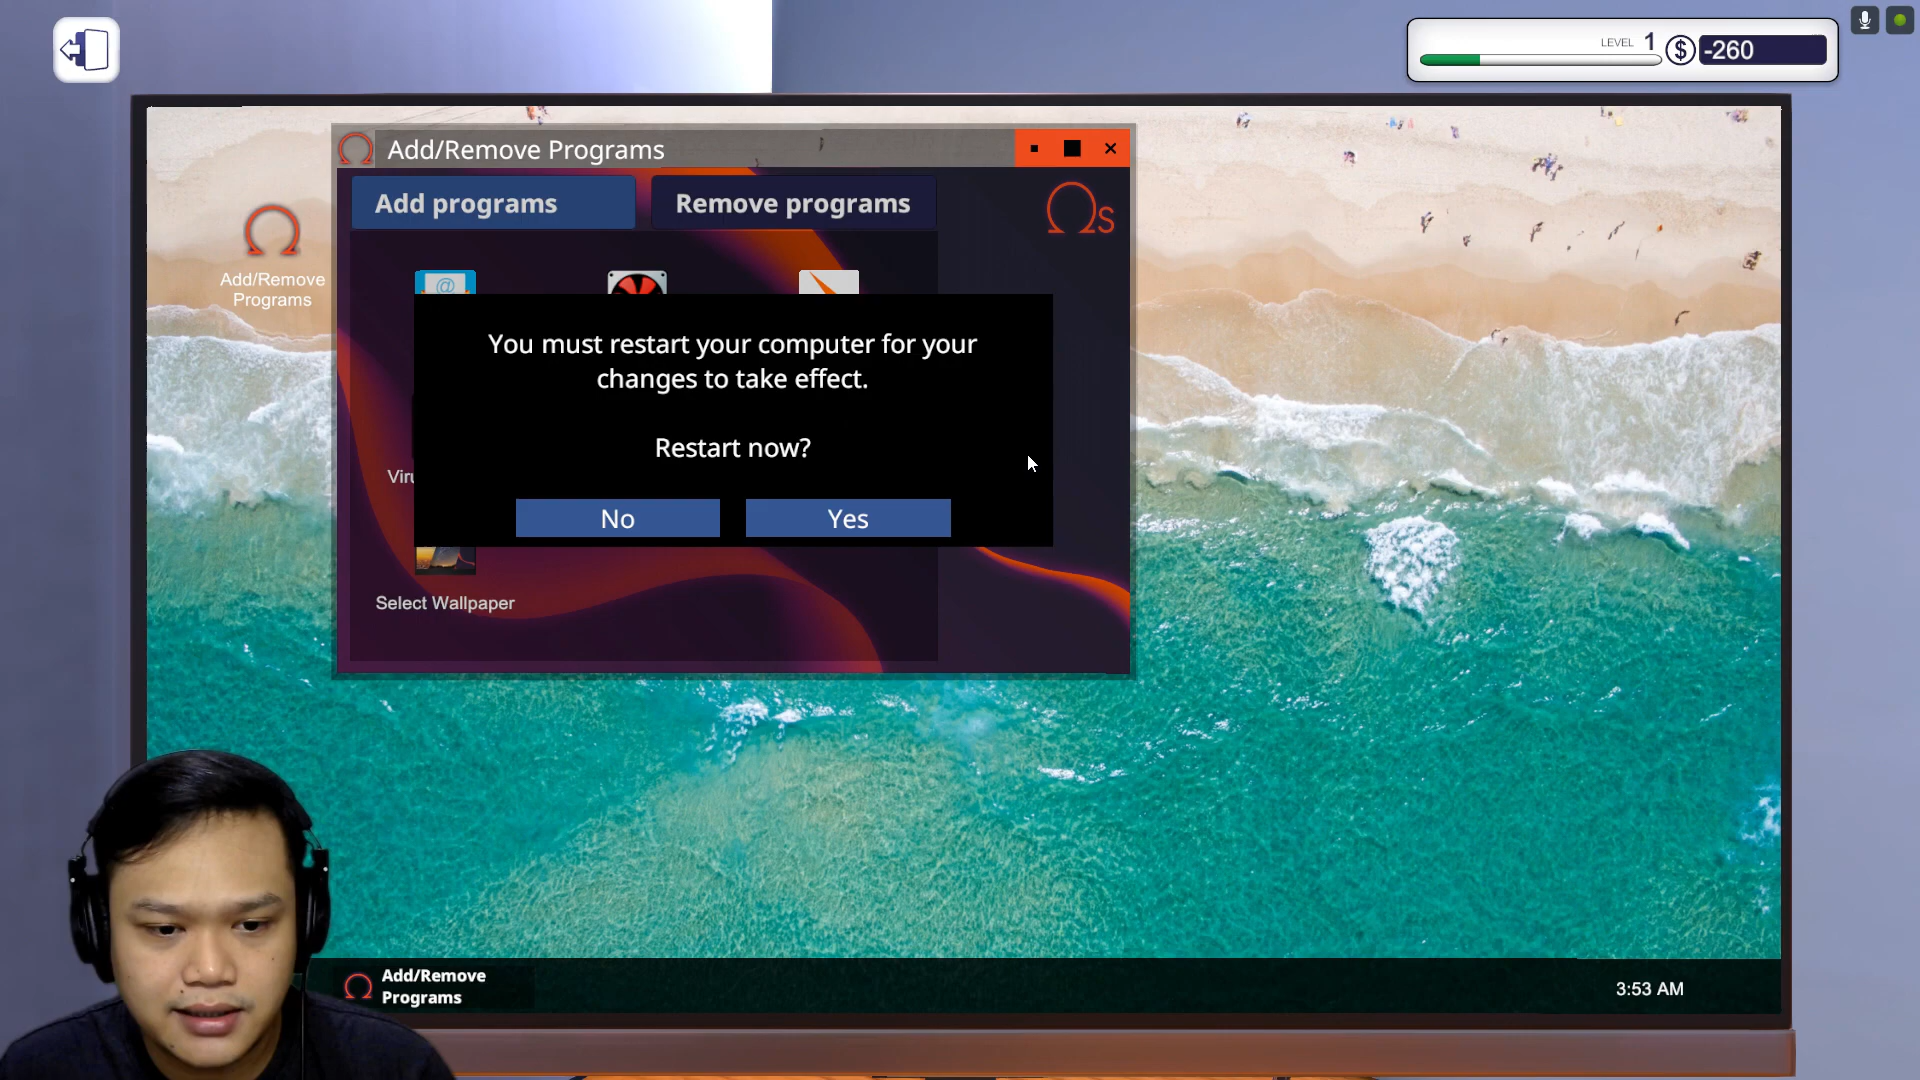 LEVEL 1
$ -260
Add/Remove Programs
Add programs
Remove programs
Ωs
Add/Remove
Programs
@
You must restart your computer for your
changes to take effect.
Restart now?
No
Yes
Select Wallpaper
Add/Remove
Programs
3:53 AM